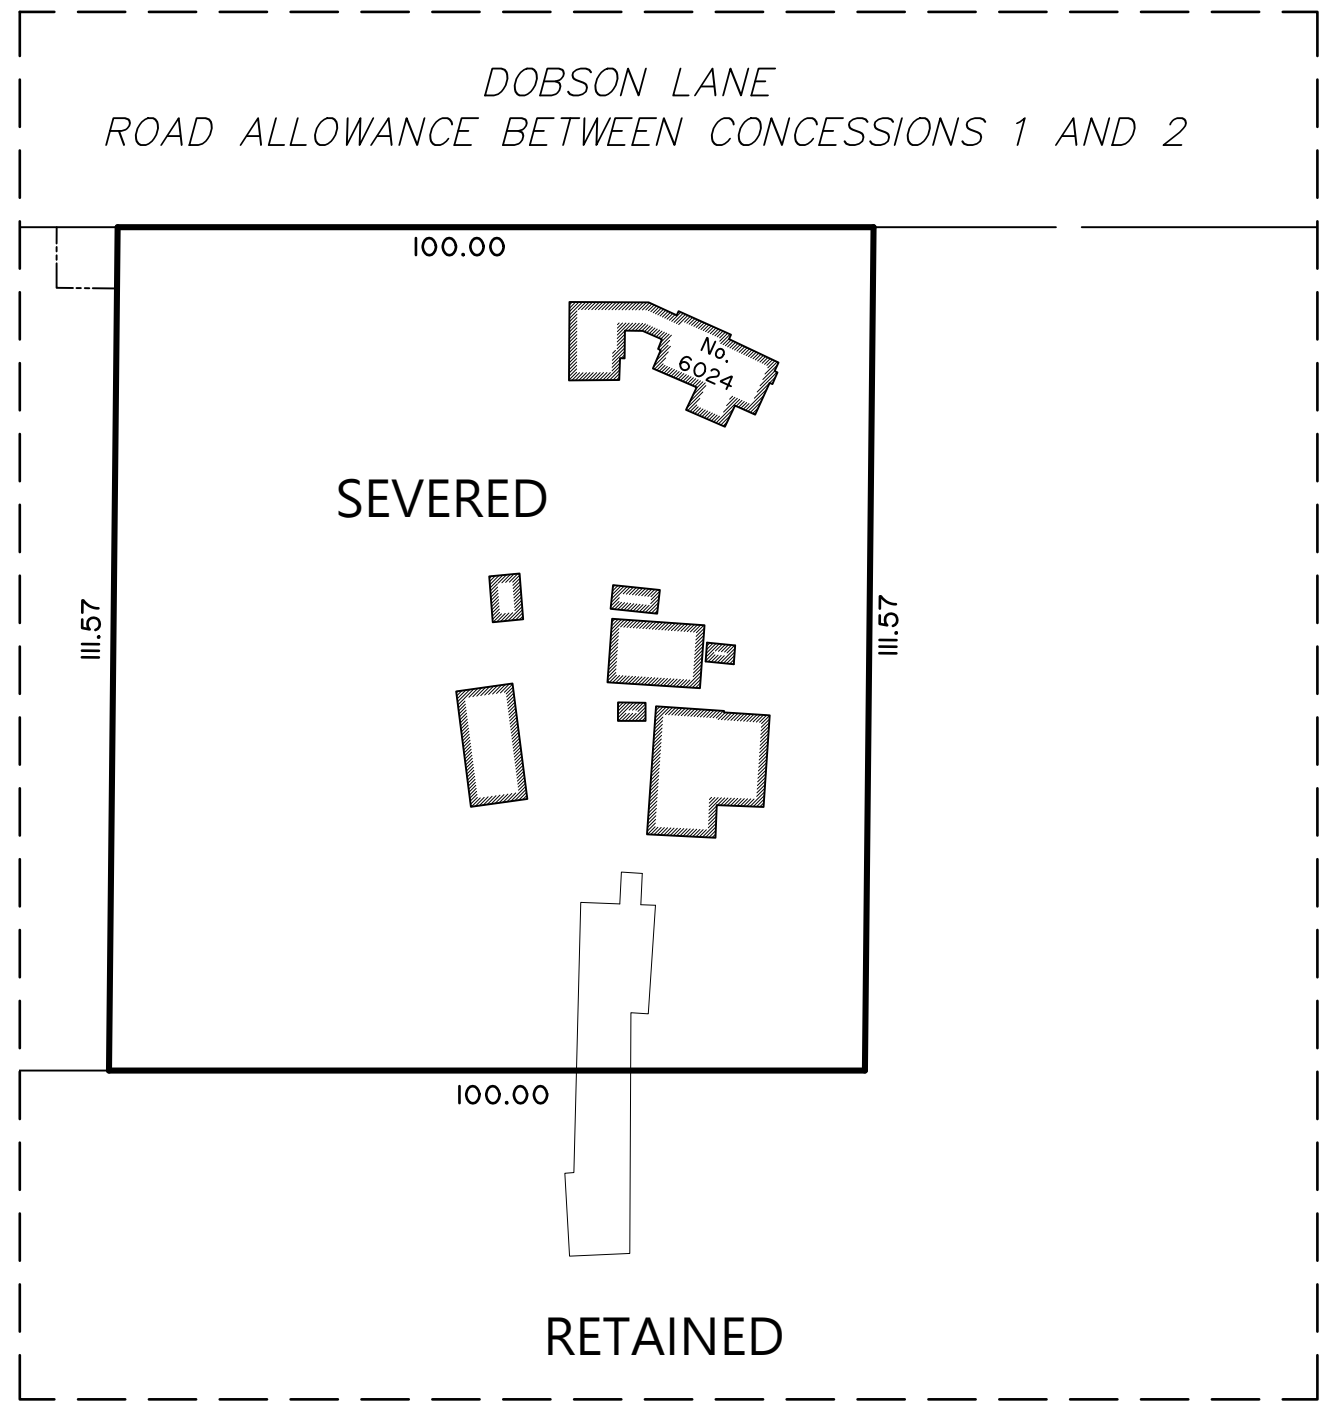 DOBSON LANE
ROAD ALLOWANCE BETWEEN CONCESSIONS 1 AND 2
100.00
No.
6024
SEVERED
111.57
111.57
100.00
RETAINED